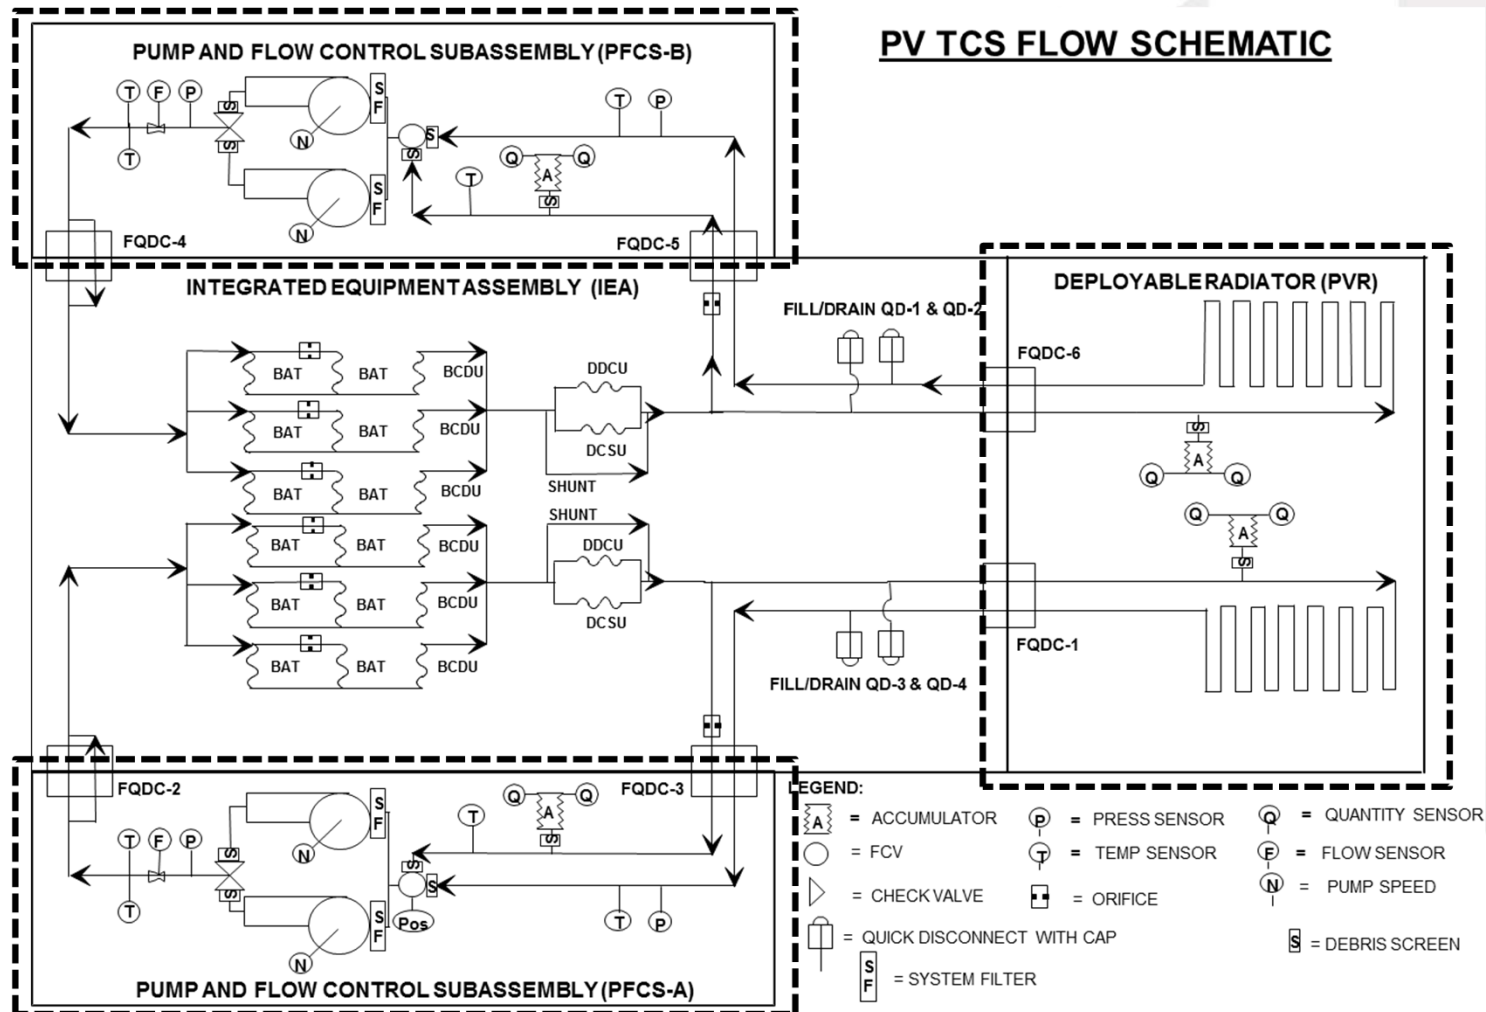 PV TCS FLOW SCHEMATIC
PUMP AND FLOW CONTROL SUBASSEMBLY (PFCS-B)
T F P
S
S
F
N
T
S
T P
S
S
Q A Q
S
T
S
F
N
FQDC-4
FQDC-5
INTEGRATED EQUIPMENT ASSEMBLY (IEA)
FILL/DRAIN QD-1 & QD-2
DEPLOYABLE RADIATOR (PVR)
FQDC-6
BAT BAT BCDU
DDCU
BAT BAT BCDU
DCSU
BAT BAT BCDU
SHUNT
S
A
Q Q
SHUNT
BAT BAT BCDU
DDCU
BAT BAT BCDU
DCSU
BAT BAT BCDU
Q Q
A
S
FQDC-1
FILL/DRAIN QD-3 & QD-4
FQDC-2
FQDC-3
T F P
S
S
F
N
T
S
T
Q A Q
S
S
S
Pos
T P
S
F
N
PUMP AND FLOW CONTROL SUBASSEMBLY (PFCS-A)
LEGEND:
A = ACCUMULATOR
P = PRESS SENSOR
Q = QUANTITY SENSOR
= FCV
T = TEMP SENSOR
F = FLOW SENSOR
= CHECK VALVE
= ORIFICE
N = PUMP SPEED
= QUICK DISCONNECT WITH CAP
S = DEBRIS SCREEN
S
F = SYSTEM FILTER